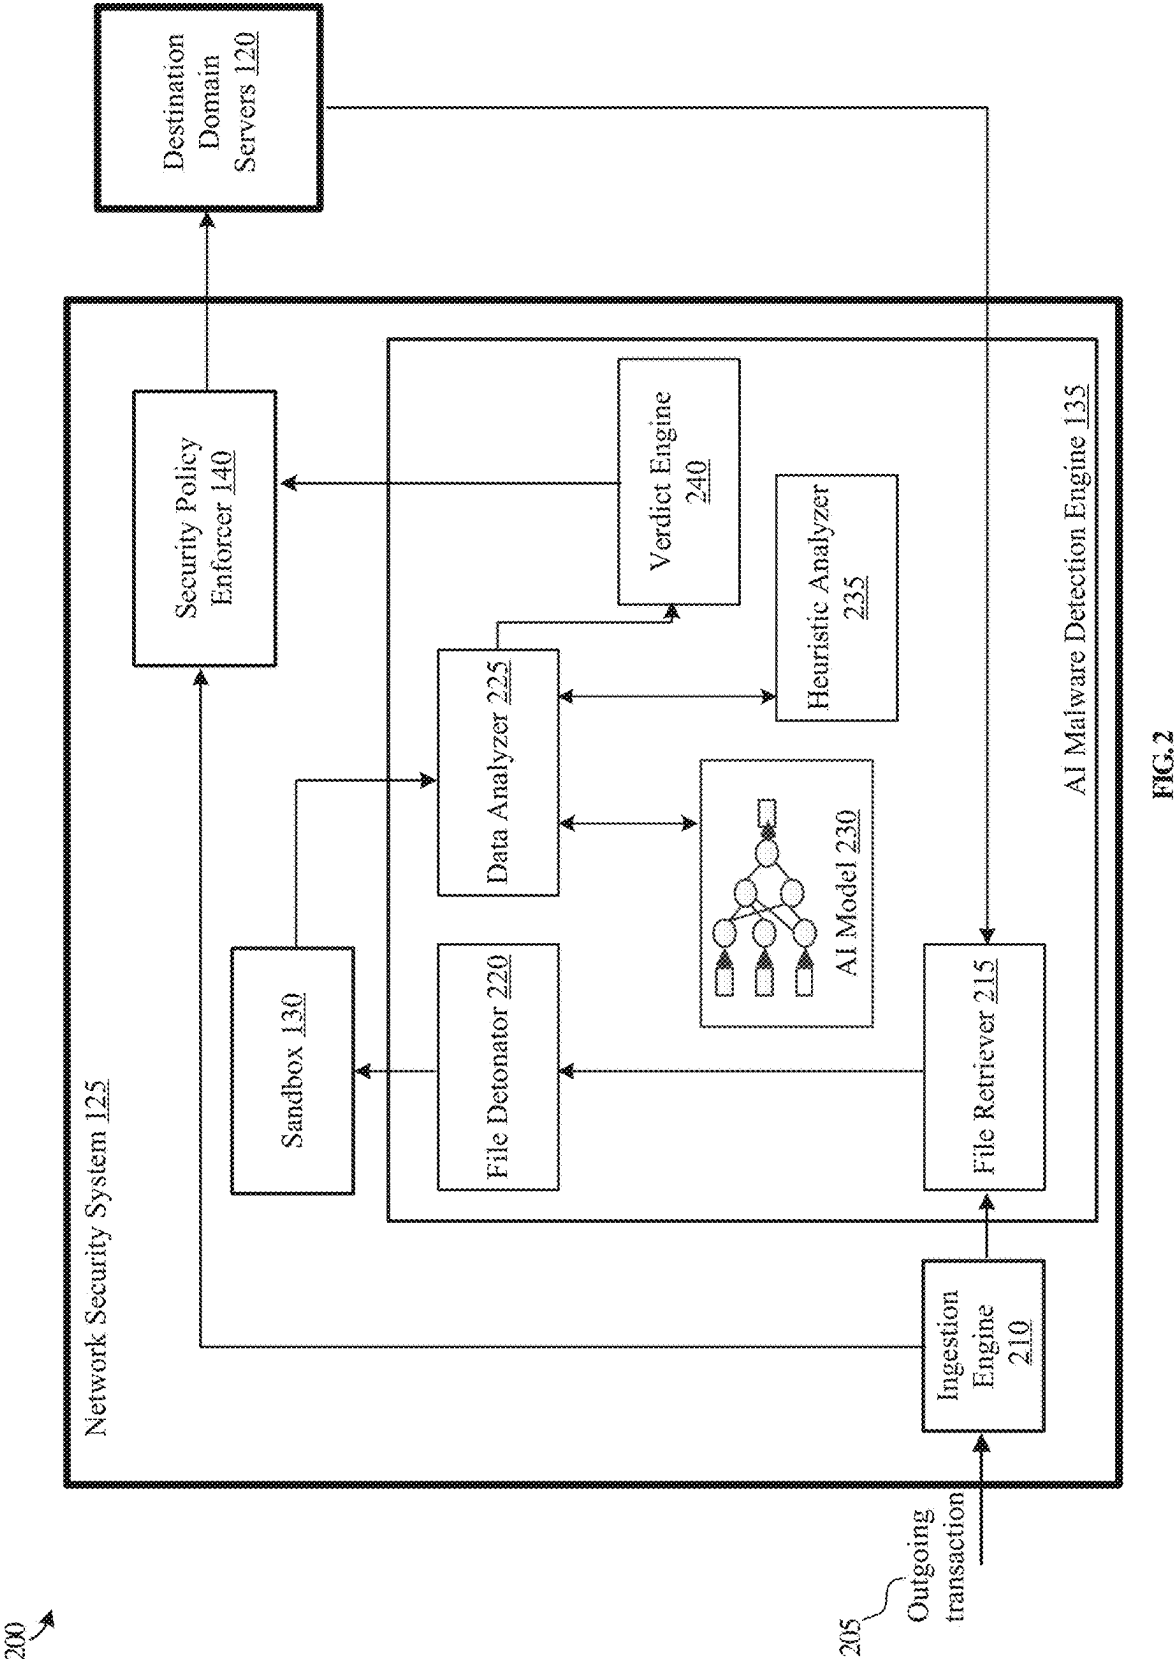 200
Network Security System 125
Destination
Domain
Servers 120
Security Policy
Enforcer 140
Sandbox 130
File Detonator 220
Data Analyzer 225
Verdict Engine
240
AI Model 230
Heuristic Analyzer
235
205
Outgoing
transaction
Ingestion
Engine
210
File Retriever 215
AI Malware Detection Engine 135
FIG. 2